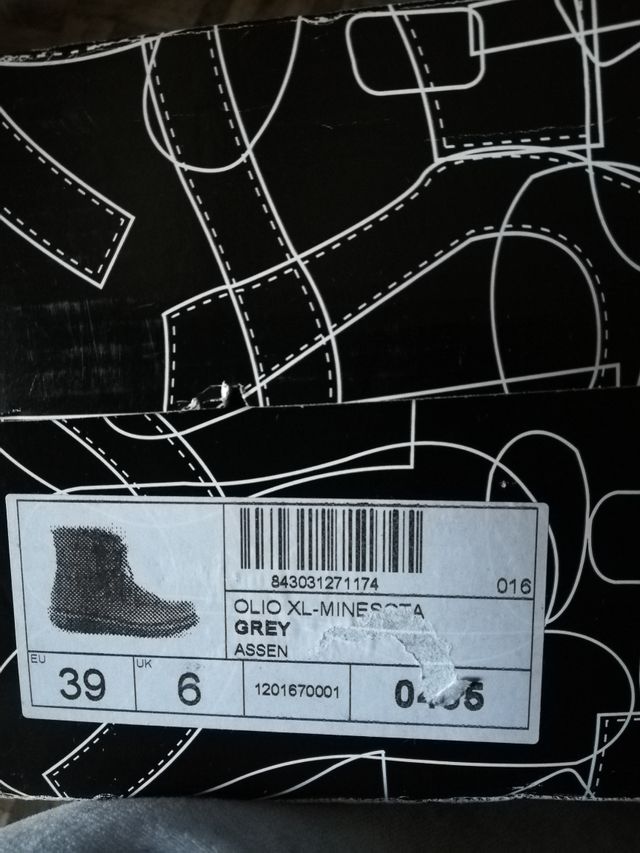 843031271174
016
OLIO XL-MINESOTA
GREY
ASSEN
EU
39
UK
6
1201670001